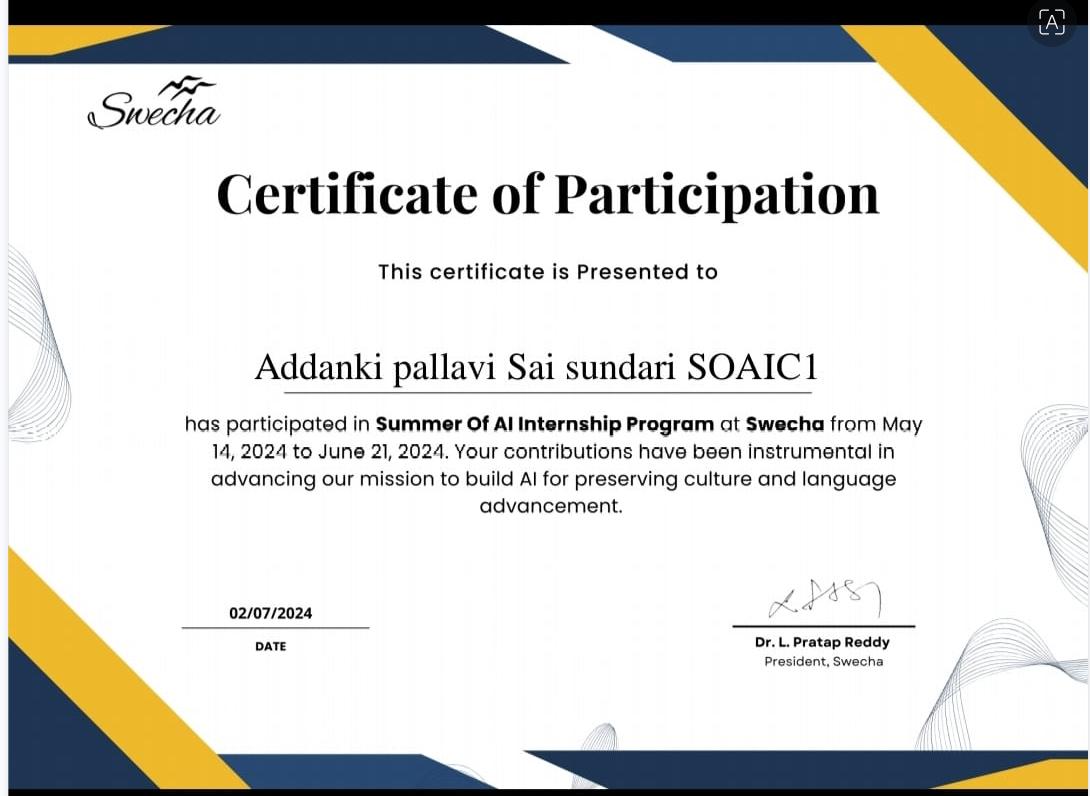 Swecha
Certificate of Participation
This certificate is Presented to
Addanki pallavi Sai sundari SOAIC1
has participated in Summer Of AI Internship Program at Swecha from May
14, 2024 to June 21, 2024. Your contributions have been instrumental in
advancing our mission to build AI for preserving culture and language
advancement.
02/07/2024
DATE
Dr. L. Pratap Reddy
President, Swecha